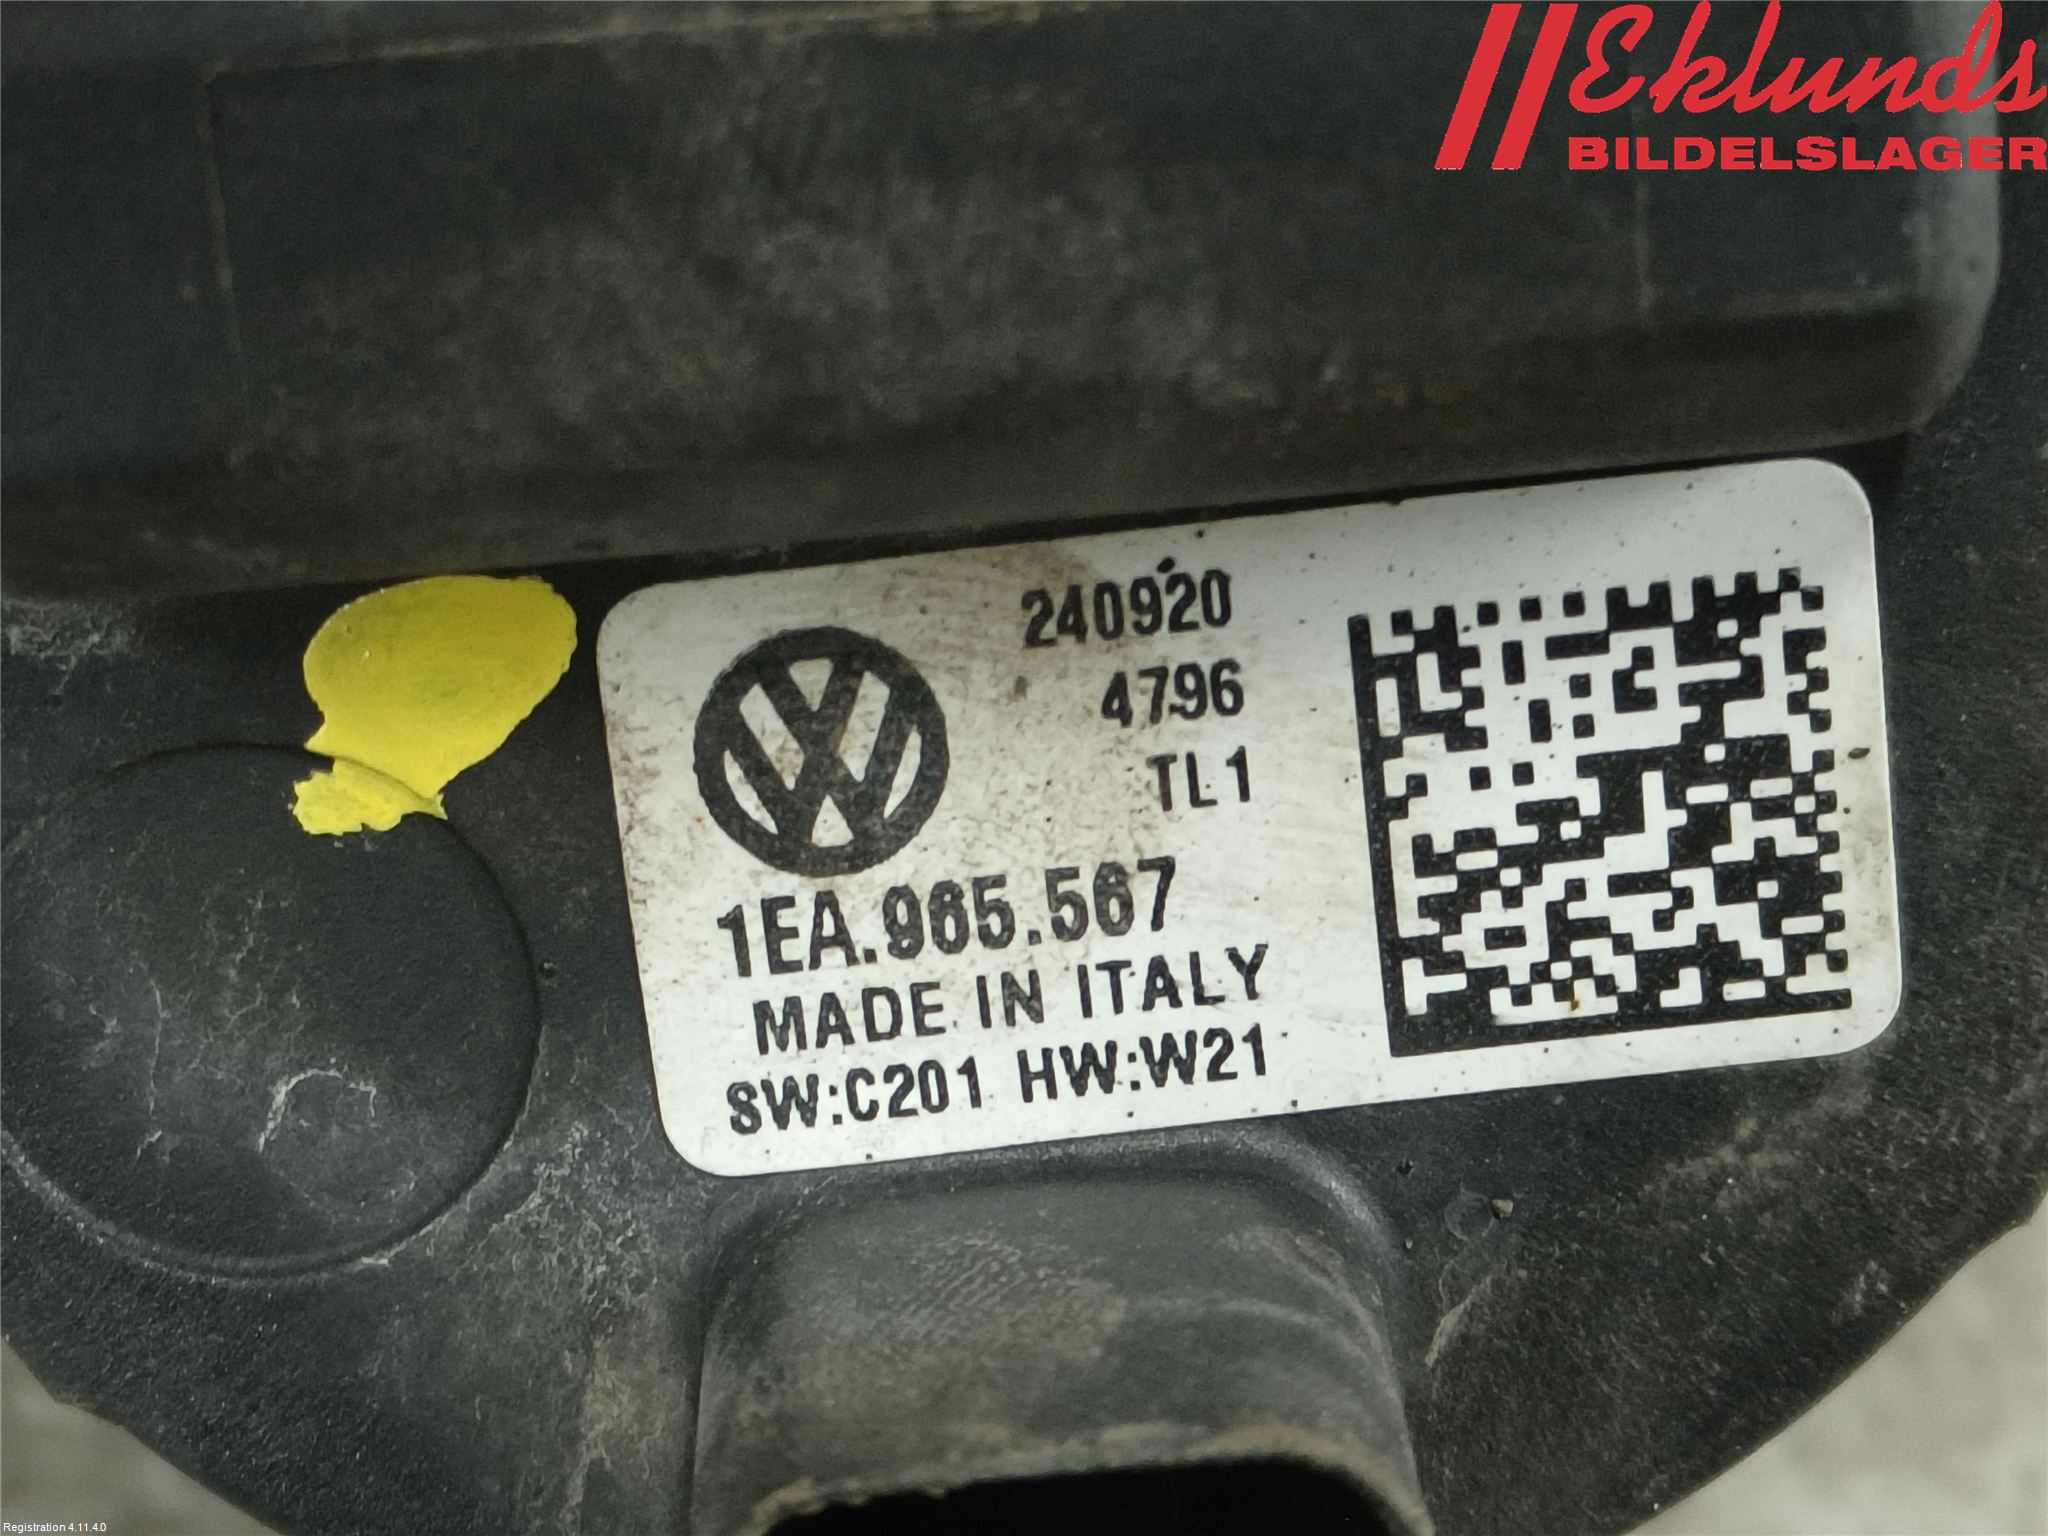 Eklunds
BILDELSLAGER
240920
4796
TL1
1EA.965.567
MADE IN ITALY
SW:C201 HW:W21
Registration 4.11.4.0